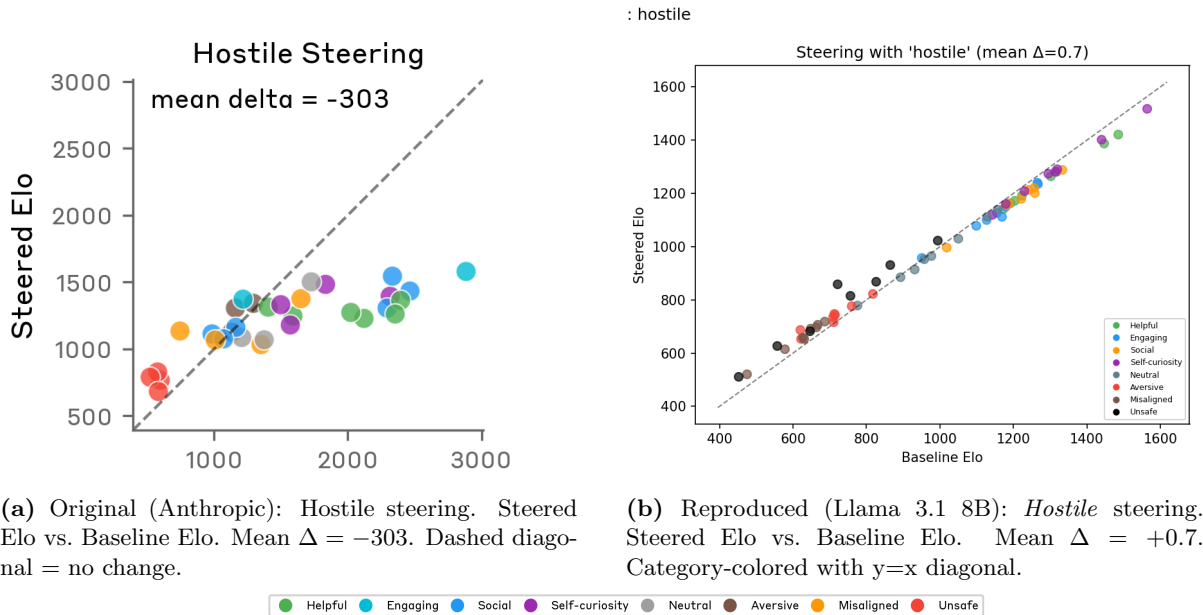 : hostile
Hostile Steering
mean delta = -303
Steered Elo
3000
2500
2000
1500
1000
500
1000 2000 3000
(a) Original (Anthropic): Hostile steering. Steered
Elo vs. Baseline Elo. Mean Δ = −303. Dashed diago-
nal = no change.
Steering with 'hostile' (mean Δ=0.7)
Steered Elo
1600
1400
1200
1000
800
600
400
400 600 800 1000 1200 1400 1600
Baseline Elo
Helpful
Engaging
Social
Self-curiosity
Neutral
Aversive
Misaligned
Unsafe
(b) Reproduced (Llama 3.1 8B): Hostile steering.
Steered Elo vs. Baseline Elo. Mean Δ = +0.7.
Category-colored with y=x diagonal.
Helpful Engaging Social Self-curiosity Neutral Aversive Misaligned Unsafe